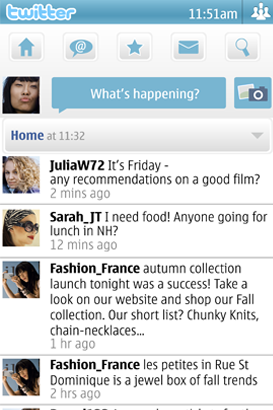 twitter 11:51am
@
What's happening?
Home at 11:32
JuliaW72 It's Friday -
any recommendations on a good film?
2 mins ago
Sarah_JT I need food! Anyone going for
lunch in NH?
12 mins ago
Fashion_France autumn collection
launch tonight was a success! Take a
look on our website and shop our Fall
collection. Our short list? Chunky Knits,
chain-necklaces...
1 hr ago
Fashion_France les petites in Rue St
Dominique is a jewel box of fall trends
2 hrs ago